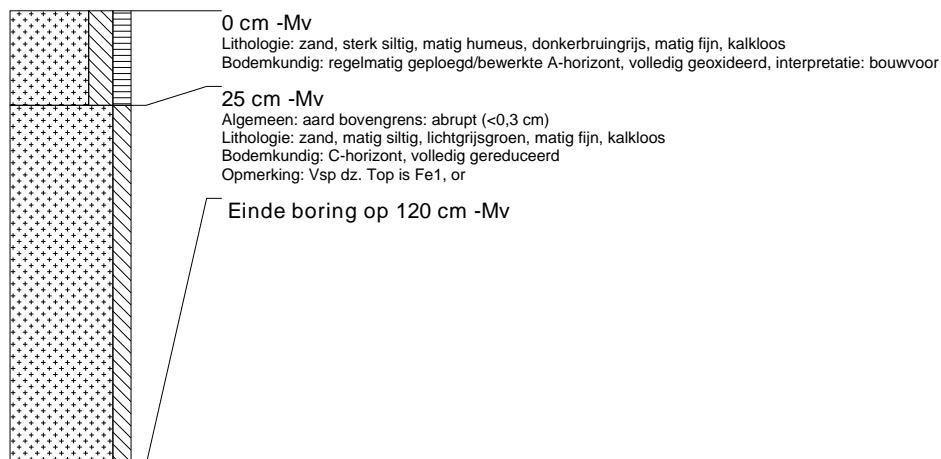 0 cm -Mv
Lithologie: zand, sterk siltig, matig humeus, donkerbruingrijs, matig fijn, kalkloos
Bodemkundig: regelmatig geploegd/bewerkte A-horizont, volledig geoxideerd, interpretatie: bouwvoor
25 cm -Mv
Algemeen: aard bovengrens: abrupt (<0,3 cm)
Lithologie: zand, matig siltig, lichtgrijsgroen, matig fijn, kalkloos
Bodemkundig: C-horizont, volledig gereduceerd
Opmerking: Vsp dz. Top is Fe1, or
Einde boring op 120 cm -Mv